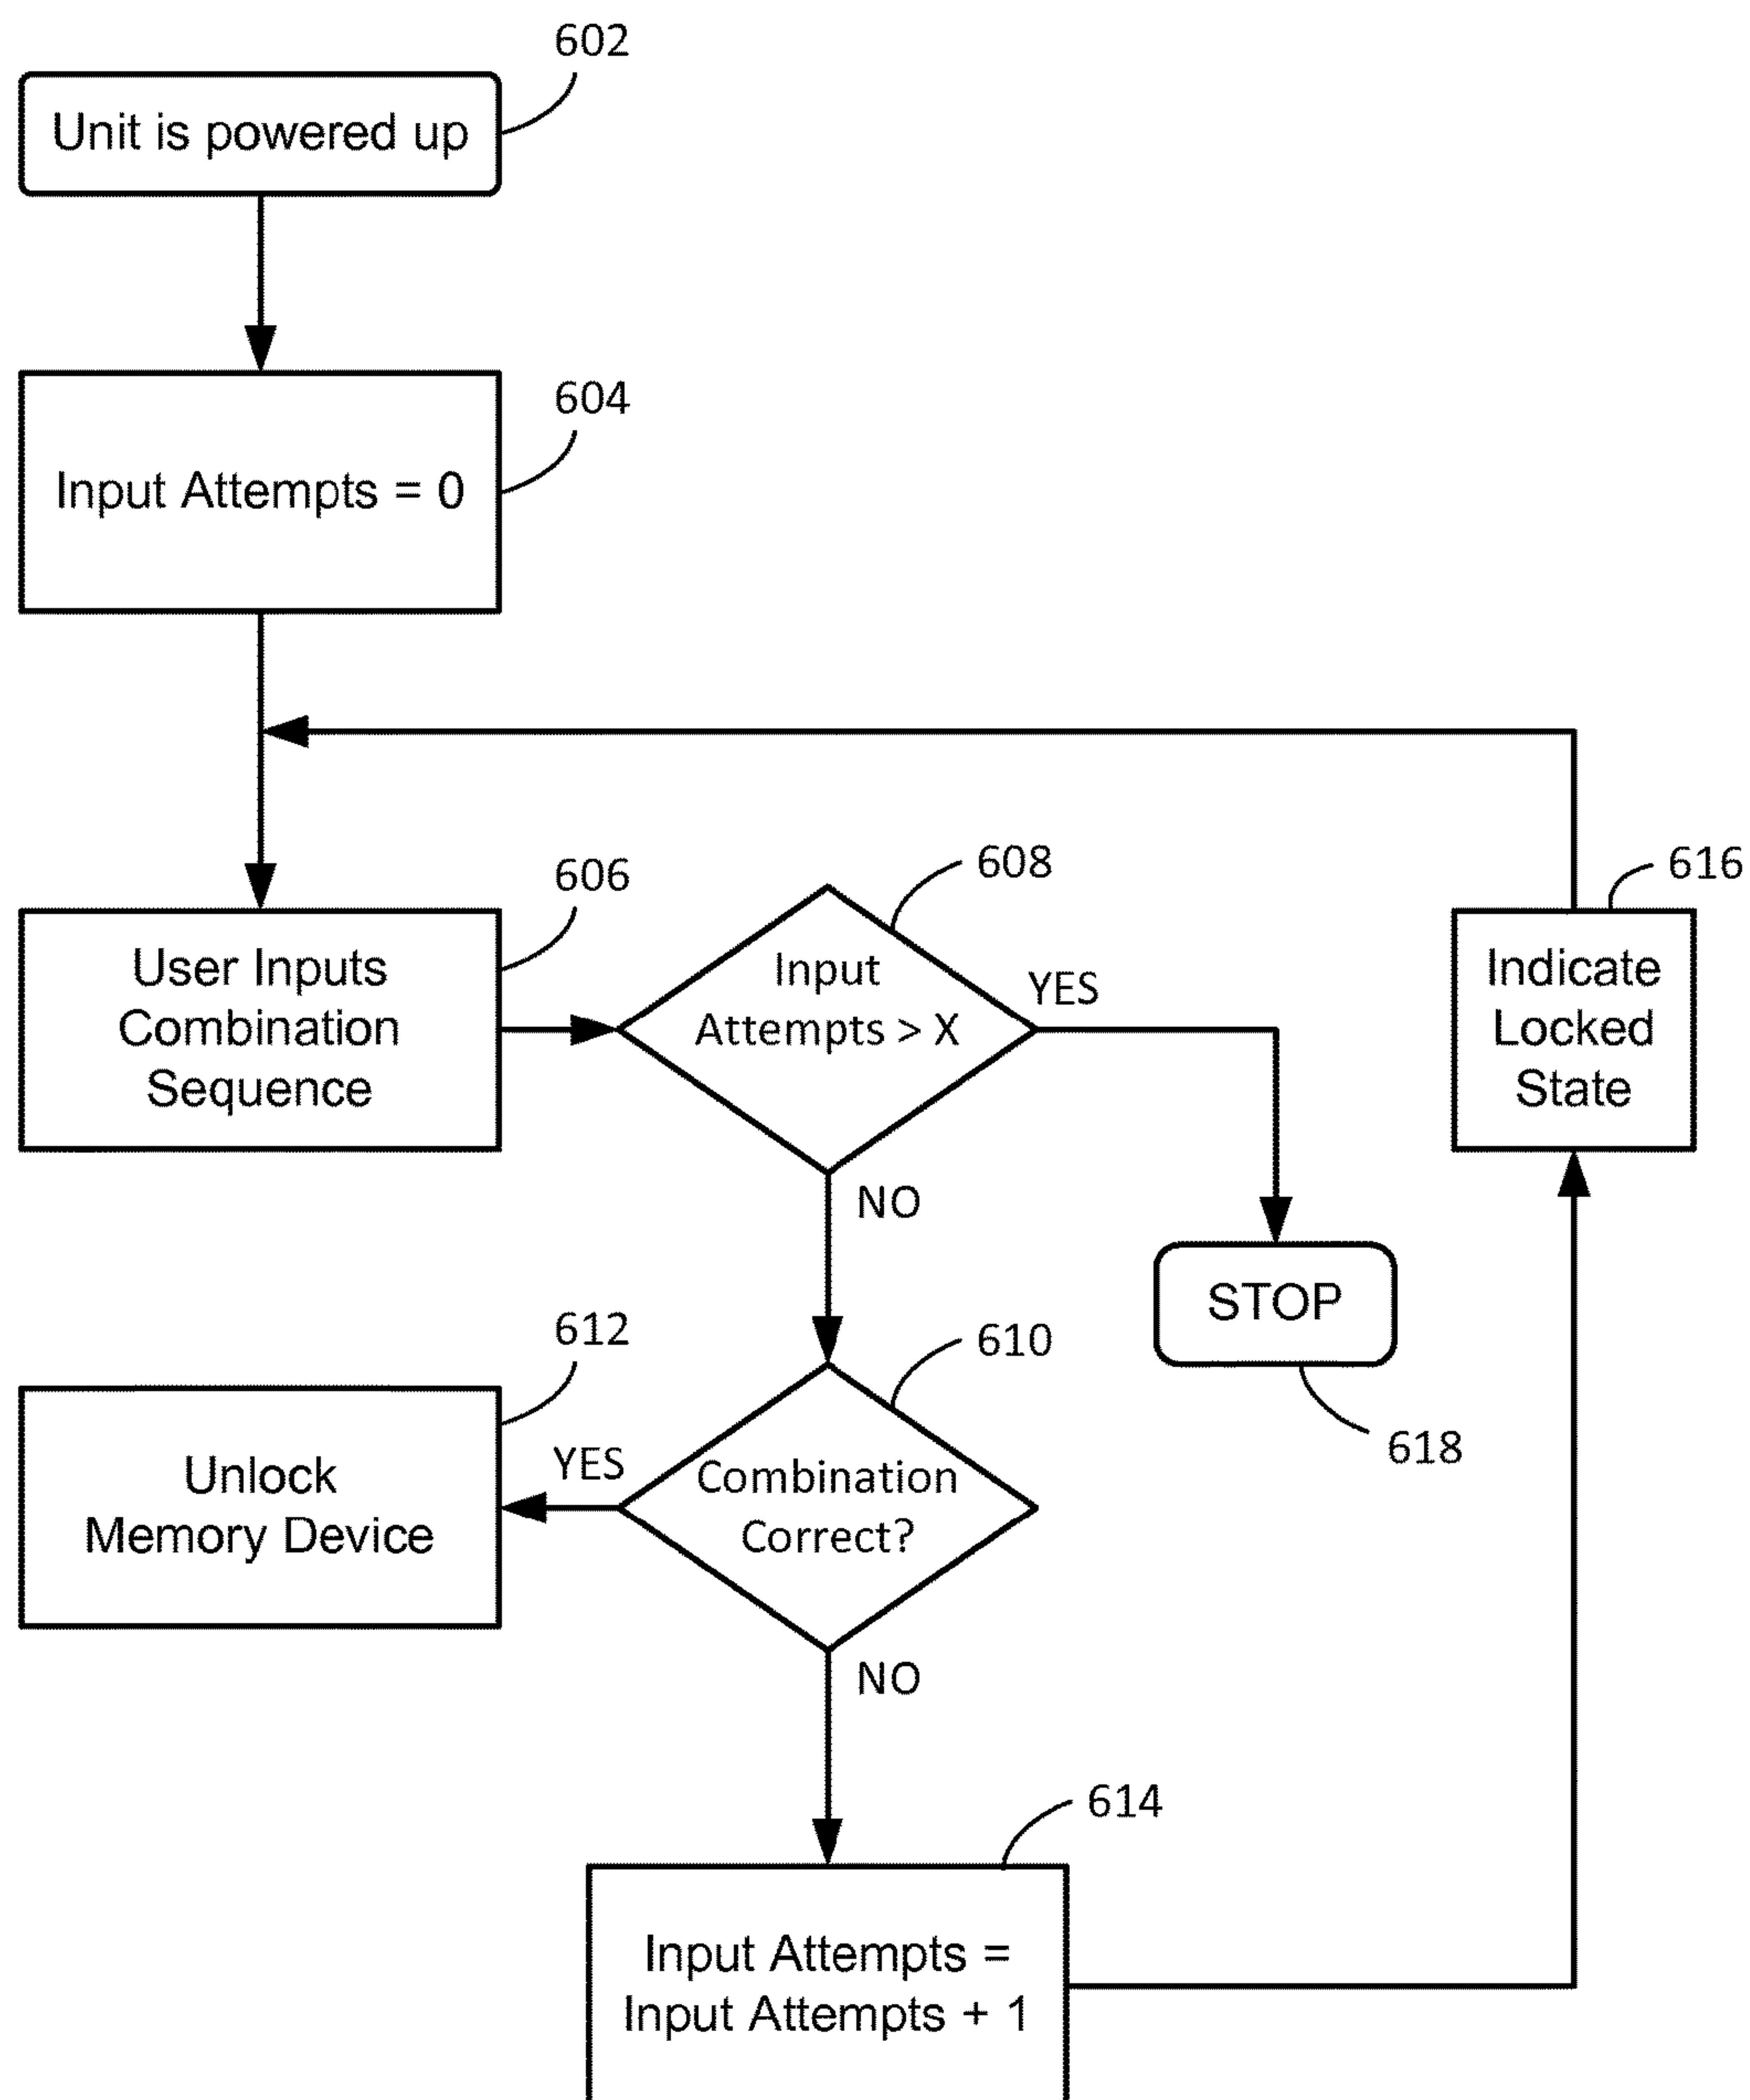 602
Unit is powered up
604
Input Attempts = 0
606
User Inputs
Combination
Sequence
608
Input
Attempts > X
YES
NO
616
Indicate
Locked
State
STOP
618
612
Unlock
Memory Device
610
YES
Combination
Correct?
NO
614
Input Attempts =
Input Attempts + 1